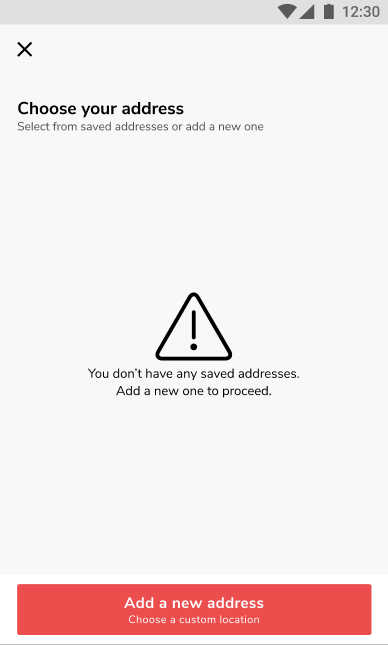 12:30
Choose your address
Select from saved addresses or add a new one
You don't have any saved addresses.
Add a new one to proceed.
Add a new address
Choose a custom location